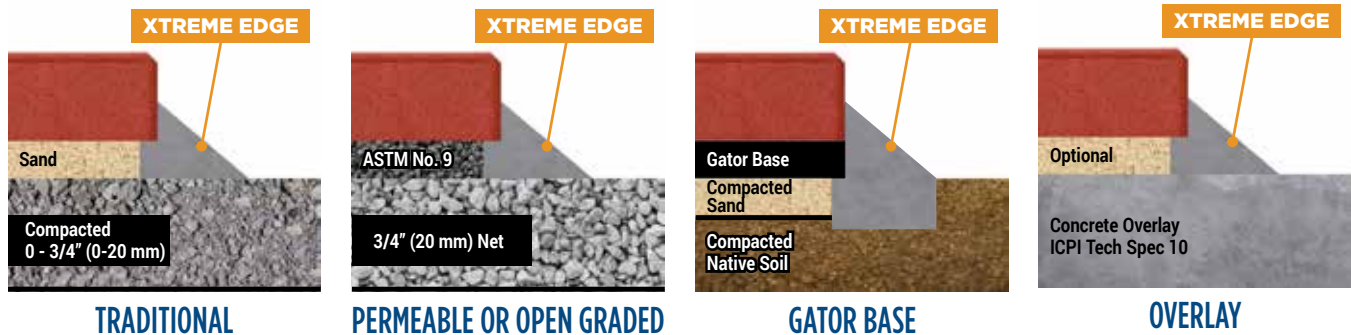 XTREME EDGE
Sand
Compacted
0 - 3/4” (0-20 mm)
TRADITIONAL
XTREME EDGE
ASTM No. 9
3/4” (20 mm) Net
PERMEABLE OR OPEN GRADED
XTREME EDGE
Gator Base
Compacted
Sand
Compacted
Native Soil
GATOR BASE
XTREME EDGE
Optional
Concrete Overlay
ICPI Tech Spec 10
OVERLAY